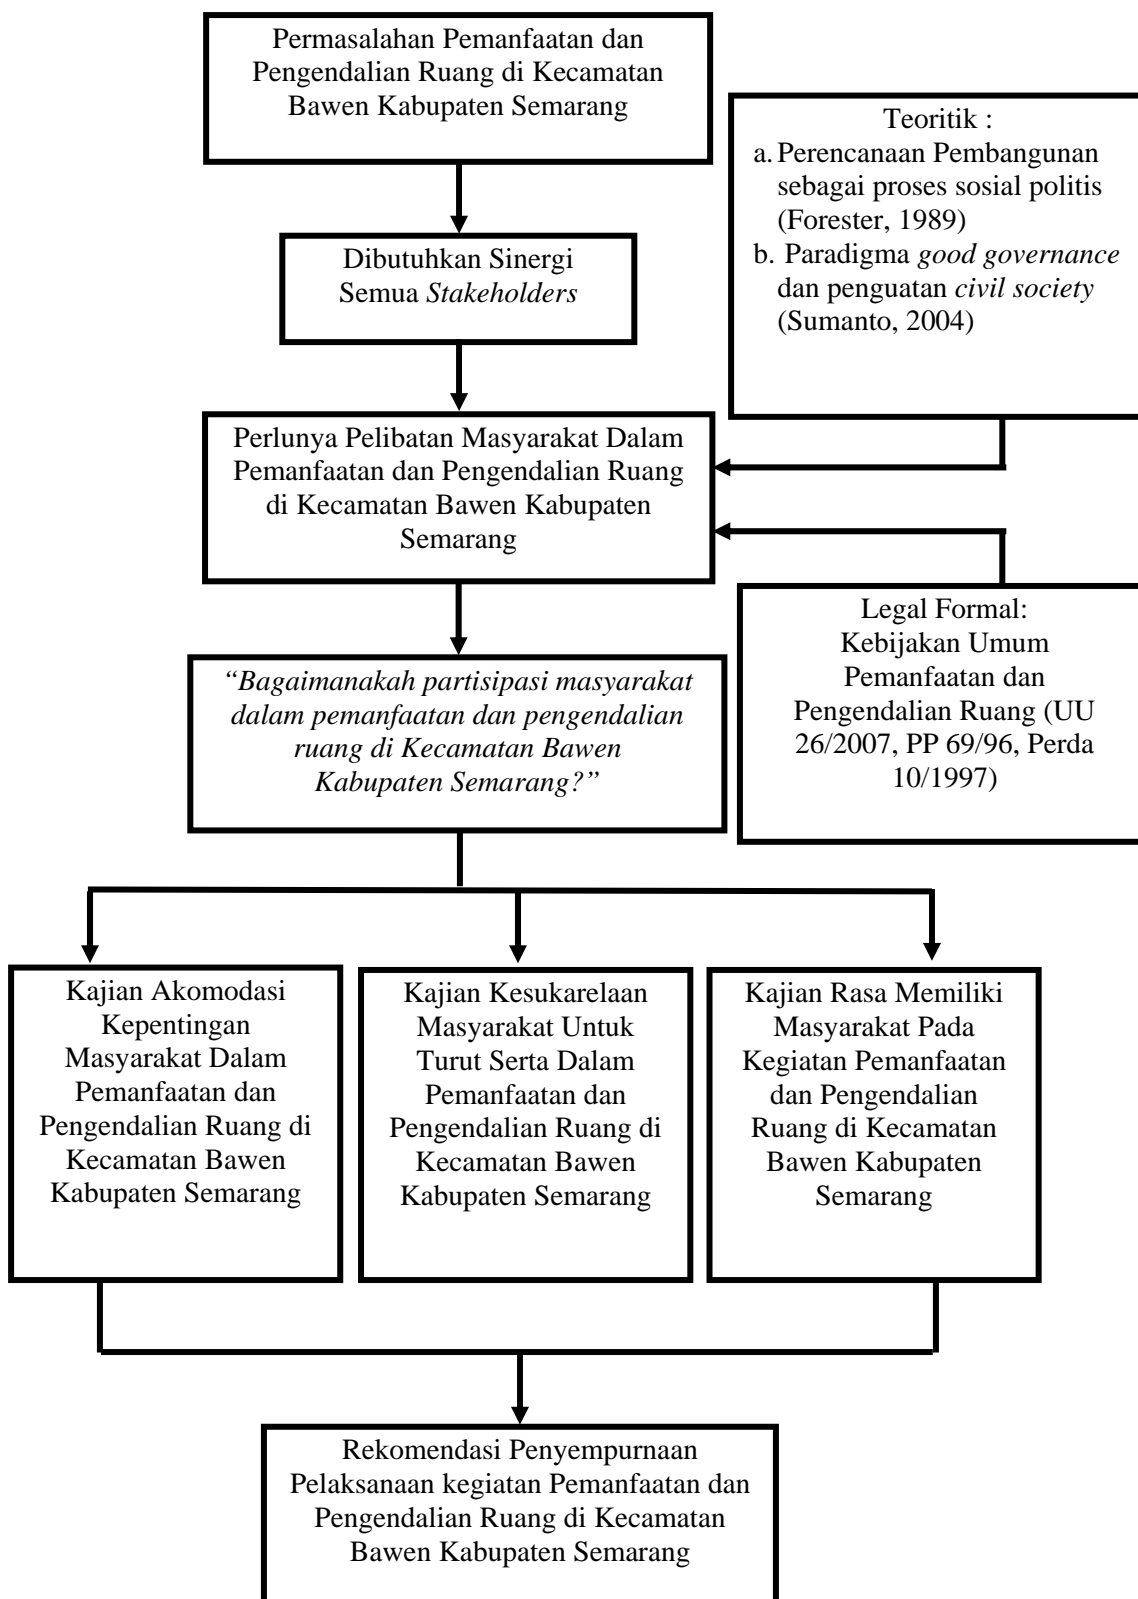 Permasalahan Pemanfaatan dan
Pengendalian Ruang di Kecamatan
Bawen Kabupaten Semarang
Teoritik :
a. Perencanaan Pembangunan
sebagai proses sosial politis
(Forester, 1989)
b. Paradigma good governance
dan penguatan civil society
(Sumanto, 2004)
Dibutuhkan Sinergi
Semua Stakeholders
Perlunya Pelibatan Masyarakat Dalam
Pemanfaatan dan Pengendalian Ruang
di Kecamatan Bawen Kabupaten
Semarang
Legal Formal:
Kebijakan Umum
Pemanfaatan dan
Pengendalian Ruang (UU
26/2007, PP 69/96, Perda
10/1997)
“Bagaimanakah partisipasi masyarakat
dalam pemanfaatan dan pengendalian
ruang di Kecamatan Bawen
Kabupaten Semarang?”
Kajian Akomodasi
Kepentingan
Masyarakat Dalam
Pemanfaatan dan
Pengendalian Ruang di
Kecamatan Bawen
Kabupaten Semarang
Kajian Kesukarelaan
Masyarakat Untuk
Turut Serta Dalam
Pemanfaatan dan
Pengendalian Ruang di
Kecamatan Bawen
Kabupaten Semarang
Kajian Rasa Memiliki
Masyarakat Pada
Kegiatan Pemanfaatan
dan Pengendalian
Ruang di Kecamatan
Bawen Kabupaten
Semarang
Rekomendasi Penyempurnaan
Pelaksanaan kegiatan Pemanfaatan dan
Pengendalian Ruang di Kecamatan
Bawen Kabupaten Semarang